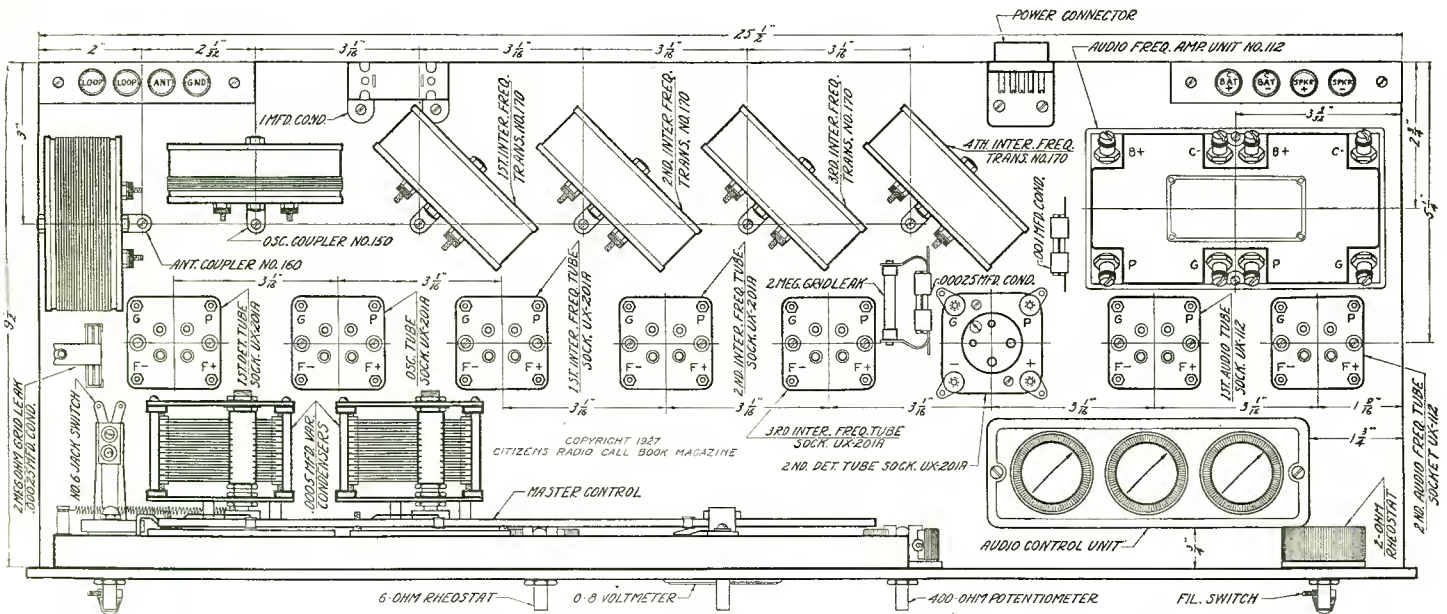 POWER CONNECTOR
25 1/2"
2"
2 1/32"
3 1/16"
3 1/16"
3 1/16"
3 1/16"
AUDIO FREQ. AMP. UNIT NO. 112
LOOP
LOOP
ANT
GND
C BAT +
C BAT -
SPKR +
SPKR -
1 MFD. COND.
1ST. INTER. FREQ.
TRANS. NO. 170
2ND. INTER. FREQ.
TRANS. NO. 170
3RD. INTER. FREQ.
TRANS. NO. 170
4TH. INTER. FREQ.
TRANS. NO. 170
3"
2 3/4"
5 1/4"
9 1/2
B+
C-
B+
C-
P
G
P
G
.001 MFD. COND.
OSC. COUPLER NO. 150
ANT. COUPLER NO. 160
3 1/16"
3 1/16"
2 MEG. GRID LEAK
.00025 MFD. COND.
G
P
F-
F+
1ST. DET. TUBE
SOCK. UX-201A
G
P
F-
F+
OSC. TUBE
SOCK. UX-201A
G
P
F-
F+
1ST. INTER. FREQ. TUBE
SOCK. UX-201A
G
P
F-
F+
2ND. INTER. FREQ. TUBE
SOCK. UX-201A
G
P
F-
F+
G
P
-
+
G
P
F-
F+
1ST. AUDIO TUBE
SOCK. UX-112
G
P
F-
F+
2ND. AUDIO FREQ. TUBE
SOCKET UX-112
3 1/16"
3 1/16"
3 1/16"
3 1/16"
3RD INTER. FREQ. TUBE
SOCK. UX-201A
2ND. DET. TUBE SOCK. UX-201A
1 3/4"
2 MEG OHM GRID LEAK
.00025 MFD. COND.
NO. 6 JACK SWITCH
.0005 MFD. VAR.
CONDENSERS
COPYRIGHT 1927
CITIZENS RADIO CALL BOOK MAGAZINE
MASTER CONTROL
AUDIO CONTROL UNIT
3/4"
2-OHM
RHEOSTAT
6-OHM RHEOSTAT
0-8 VOLTMETER
400-OHM POTENTIOMETER
FIL. SWITCH